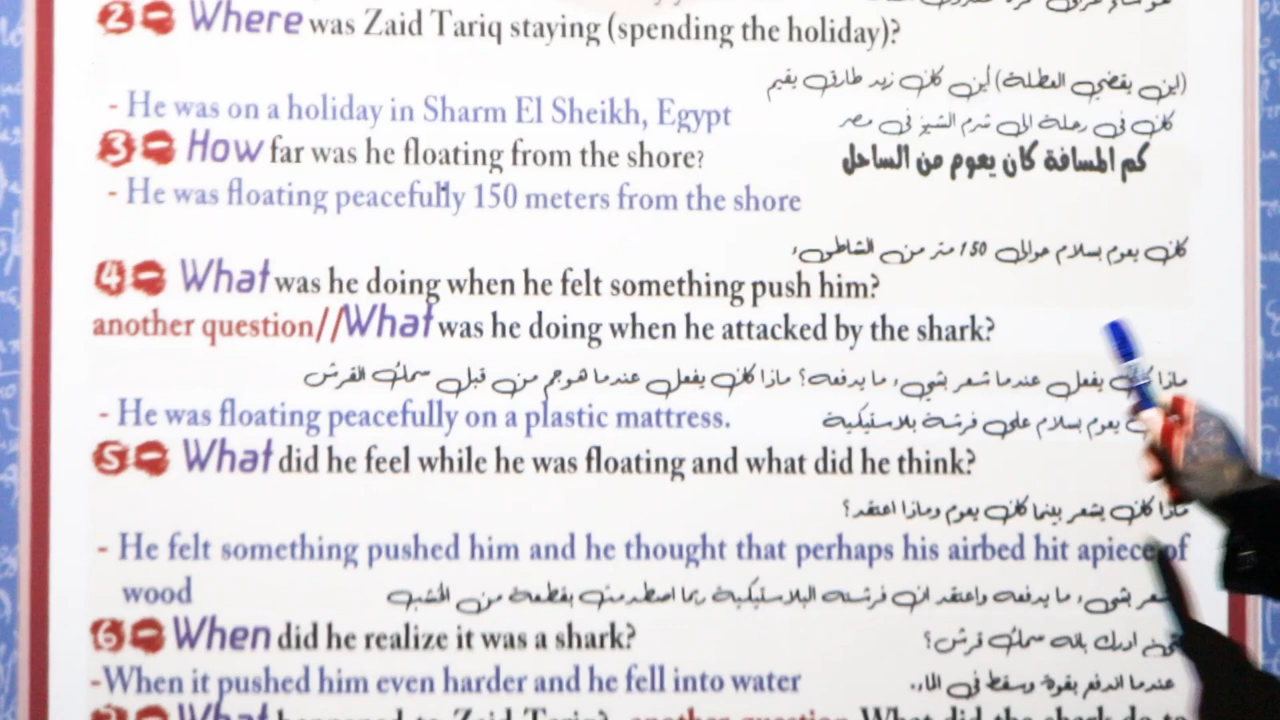 2- Where was Zaid Tariq staying (spending the holiday)?
(اين يقضي العطلة) أين كان زيد طارق يقيم
- He was on a holiday in Sharm El Sheikh, Egypt
كان في رحلة الى شرم الشيخ في مصر
3- How far was he floating from the shore?
كم المسافة كان يعوم من الساحل
- He was floating peacefully 150 meters from the shore
كان يعوم بسلام حوالي 150 متر من الشاطيء
4- What was he doing when he felt something push him?
another question//What was he doing when he attacked by the shark?
ماذا يفعل عندما شعر بشيء ما يدفعه؟ ماذا كان يفعل عندما هوجم من قبل سمك القرش
- He was floating peacefully on a plastic mattress.
يعوم بسلام على فرشة بلاستيكية
5- What did he feel while he was floating and what did he think?
ماذا كان يشعر بينما كان يعوم وماذا اعتقد؟
- He felt something pushed him and he thought that perhaps his airbed hit apiece of
wood
بشيء ما يدفعه واعتقد ان فرشته البلاستيكية ربما اصطدمت بقطعة من الخشب
6- When did he realize it was a shark?
ادرك بانه سمك قرش؟
-When it pushed him even harder and he fell into water
عندما اندفع بقوة وسقط في الماء.